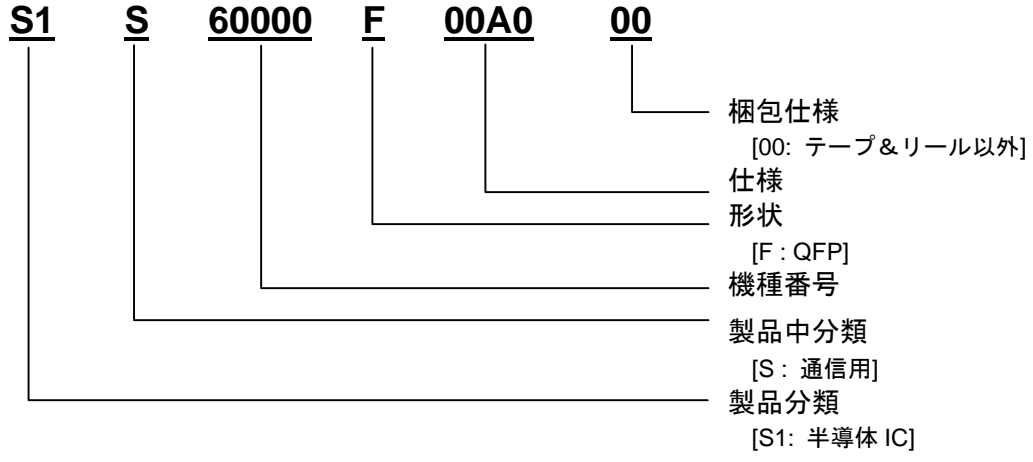 S1 S 60000 F 00A0 00
梱包仕様
[00: テープ&リール以外]
仕様
形状
[F : QFP]
機種番号
製品中分類
[S : 通信用]
製品分類
[S1: 半導体 IC]